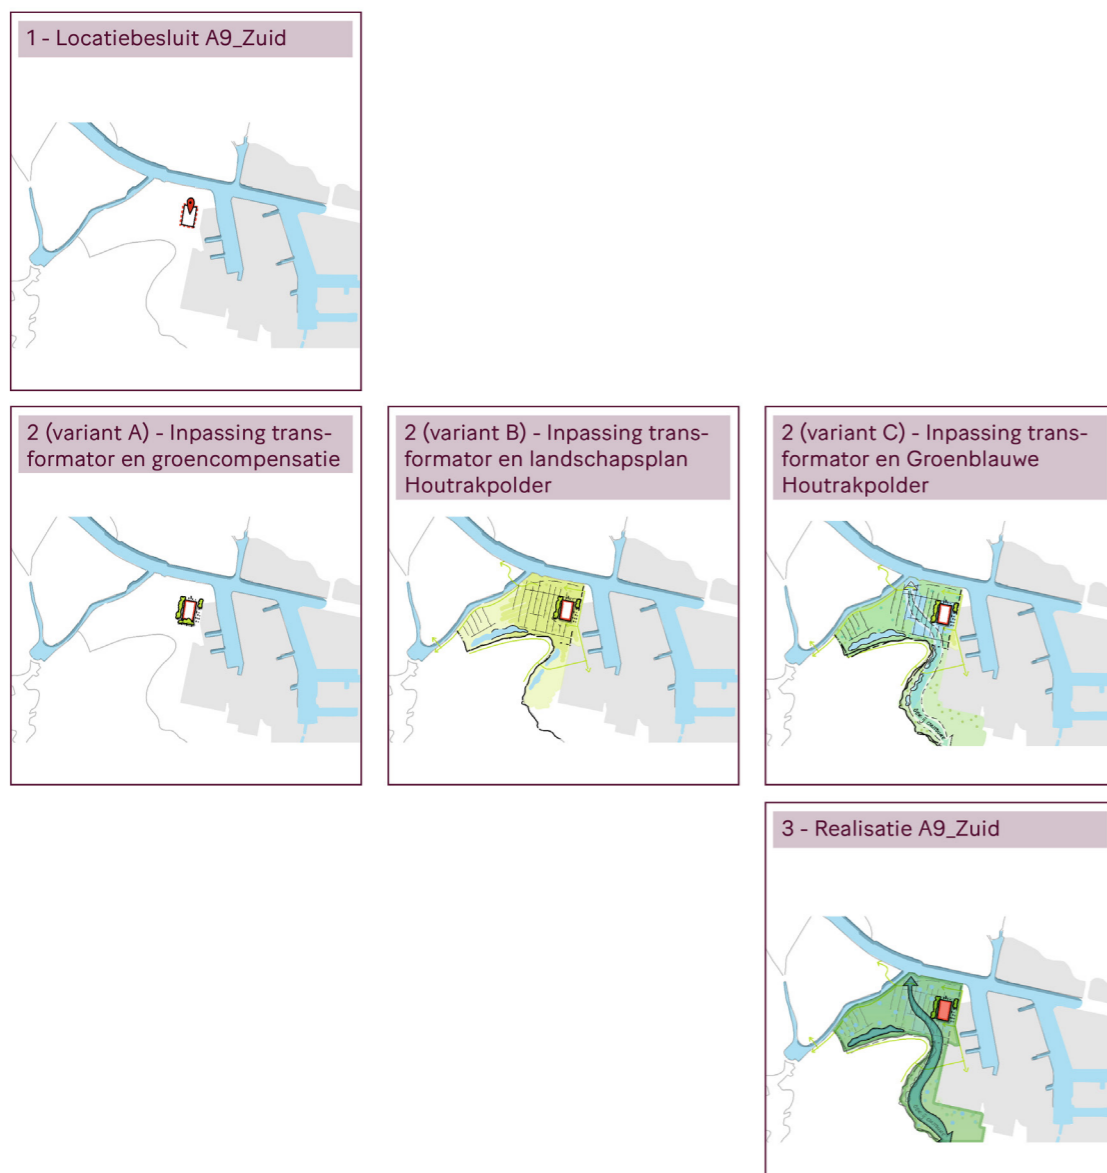 1 - Locatiebesluit A9_Zuid
2 (variant A) - Inpassing trans-
formator en groencompensatie
2 (variant B) - Inpassing trans-
formator en landschapsplan
Houtrakpolder
2 (variant C) - Inpassing trans-
formator en Groenblauwe
Houtrakpolder
3 - Realisatie A9_Zuid